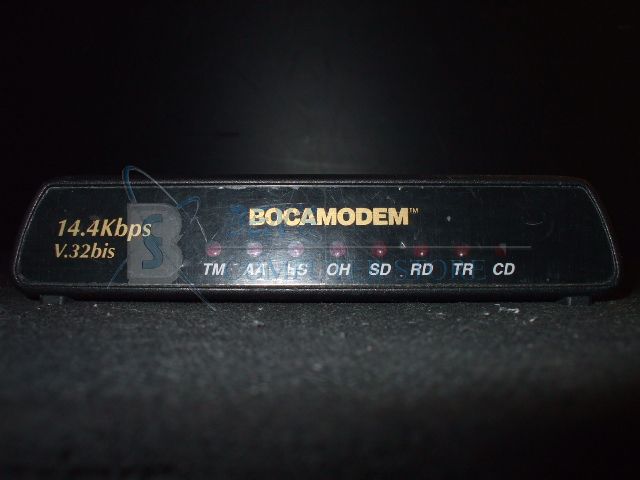 BOCAMODEM™
14.4Kbps
V.32bis
TM AA HS OH SD RD TR CD